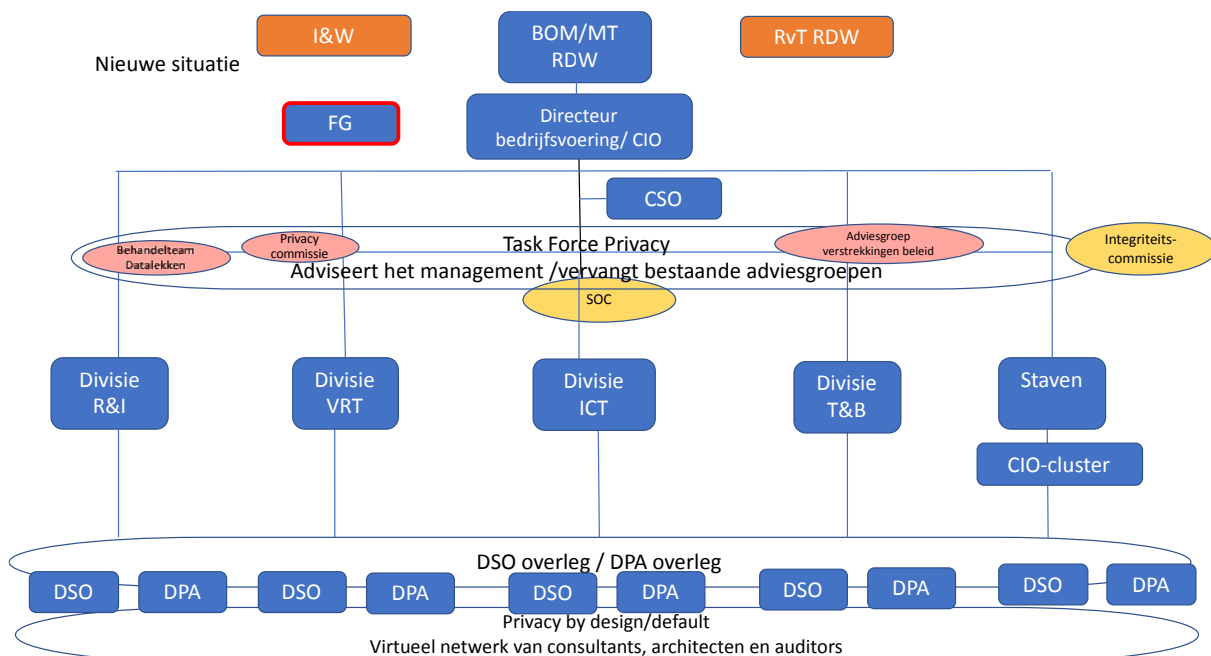 I&W
BOM/MT
RDW
RvT RDW
Nieuwe situatie
FG
Directeur
bedrijfsvoering/ CIO
CSO
Behandelteam
Datalekken
Privacy
commissie
Task Force Privacy
Adviseert het management /vervangt bestaande adviesgroepen
Adviesgroep
verstrekkingen beleid
Integriteits-
commissie
SOC
Divisie
R&I
Divisie
VRT
Divisie
ICT
Divisie
T&B
Staven
CIO-cluster
DSO overleg / DPA overleg
DSO
DPA
DSO
DPA
DSO
DPA
DSO
DPA
DSO
DPA
Privacy by design/default
Virtueel netwerk van consultants, architecten en auditors